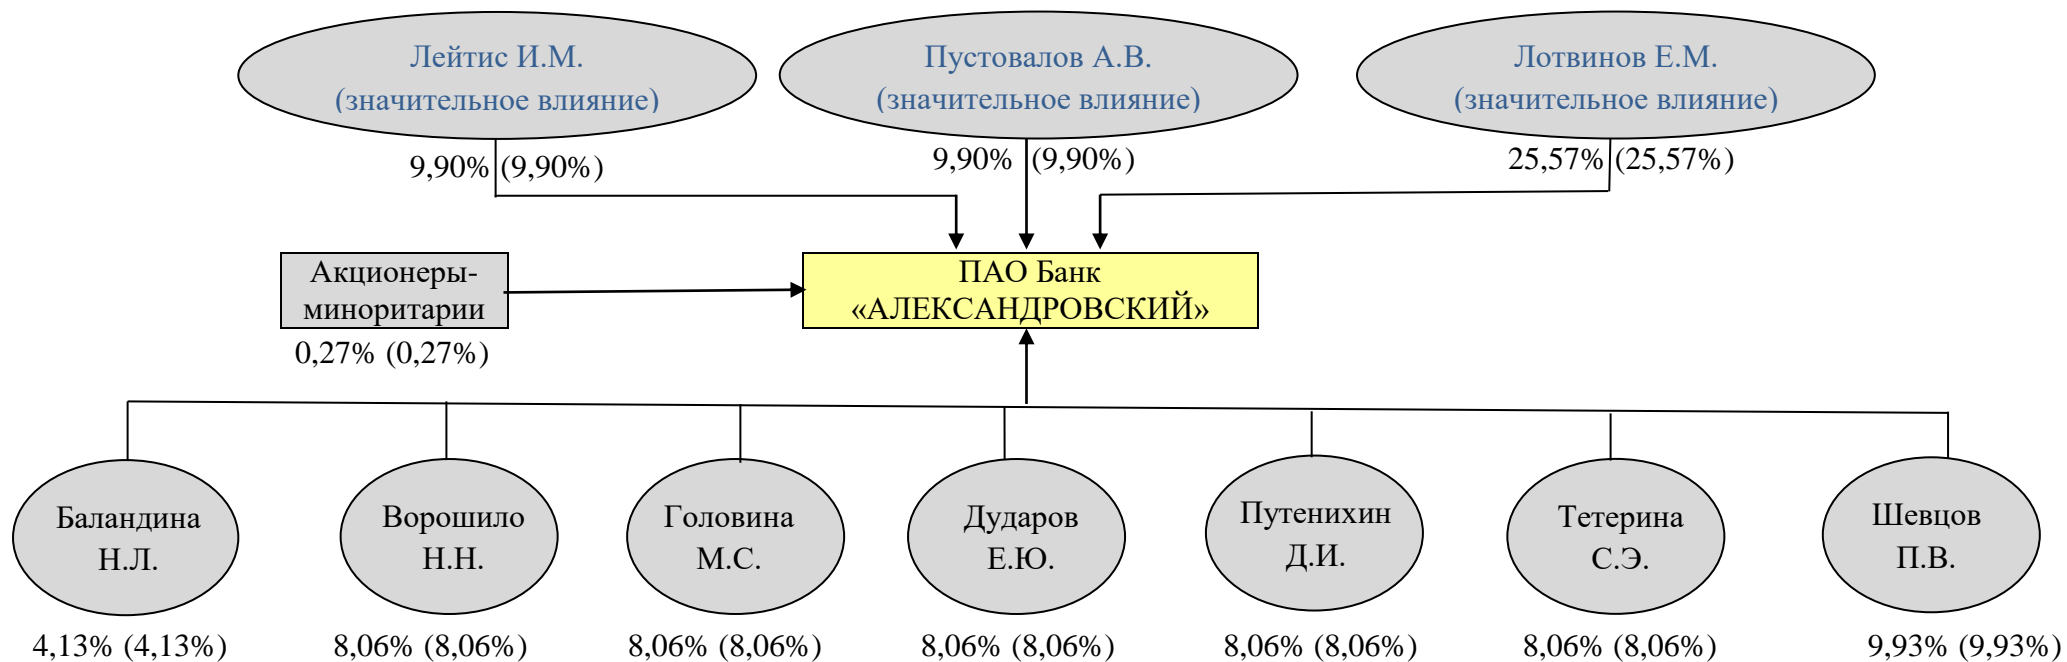 Лейтис И.М.
(значительное влияние)
Пустовалов А.В.
(значительное влияние)
Лотвинов Е.М.
(значительное влияние)
9,90% (9,90%)
9,90% (9,90%)
25,57% (25,57%)
Акционеры-
миноритарии
0,27% (0,27%)
ПАО Банк
«АЛЕКСАНДРОВСКИЙ»
Баландина
Н.Л.
Ворошило
Н.Н.
Головина
М.С.
Дударов
Е.Ю.
Путенихин
Д.И.
Тетерина
С.Э.
Шевцов
П.В.
4,13% (4,13%)
8,06% (8,06%)
8,06% (8,06%)
8,06% (8,06%)
8,06% (8,06%)
8,06% (8,06%)
9,93% (9,93%)